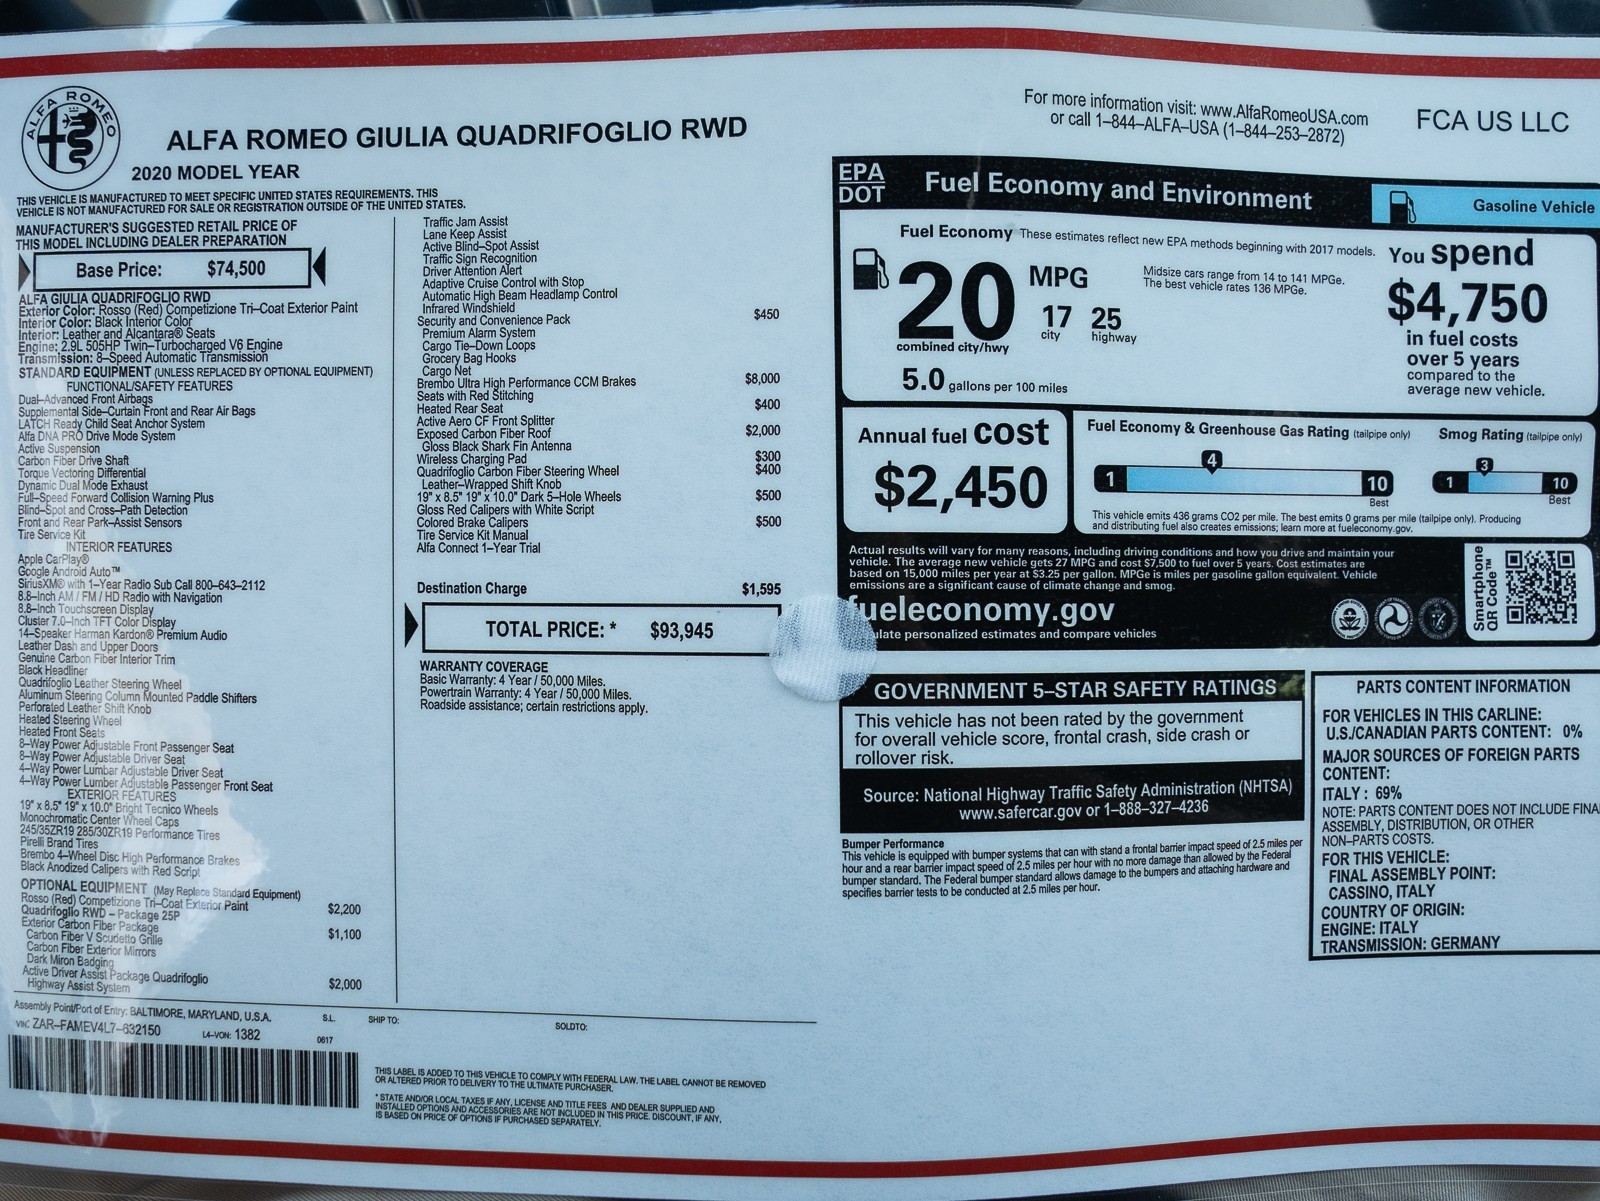 ALFA ROMEO
ALFA ROMEO GIULIA QUADRIFOGLIO RWD
2020 MODEL YEAR
THIS VEHICLE IS MANUFACTURED TO MEET SPECIFIC UNITED STATES REQUIREMENTS. THIS
VEHICLE IS NOT MANUFACTURED FOR SALE OR REGISTRATION OUTSIDE OF THE UNITED STATES.
MANUFACTURER'S SUGGESTED RETAIL PRICE OF
THIS MODEL INCLUDING DEALER PREPARATION
Base Price: $74,500
ALFA GIULIA QUADRIFOGLIO RWD
Exterior Color: Rosso (Red) Competizione Tri–Coat Exterior Paint
Interior Color: Black Interior Color
Interior: Leather and Alcantara® Seats
Engine: 2.9L 505HP Twin–Turbocharged V6 Engine
Transmission: 8–Speed Automatic Transmission
STANDARD EQUIPMENT (UNLESS REPLACED BY OPTIONAL EQUIPMENT)
FUNCTIONAL/SAFETY FEATURES
Dual–Advanced Front Airbags
Supplemental Side–Curtain Front and Rear Air Bags
LATCH Ready Child Seat Anchor System
Alfa DNA PRO Drive Mode System
Active Suspension
Carbon Fiber Drive Shaft
Torque Vectoring Differential
Dynamic Dual Mode Exhaust
Full–Speed Forward Collision Warning Plus
Blind–Spot and Cross–Path Detection
Front and Rear Park–Assist Sensors
Tire Service Kit
INTERIOR FEATURES
Apple CarPlay®
Google Android Auto™
SiriusXM® with 1–Year Radio Sub Call 800–643–2112
8.8–Inch AM / FM / HD Radio with Navigation
8.8–Inch Touchscreen Display
Cluster 7.0–Inch TFT Color Display
14–Speaker Harman Kardon® Premium Audio
Leather Dash and Upper Doors
Genuine Carbon Fiber Interior Trim
Black Headliner
Quadrifoglio Leather Steering Wheel
Aluminum Steering Column Mounted Paddle Shifters
Perforated Leather Shift Knob
Heated Steering Wheel
Heated Front Seats
8–Way Power Adjustable Front Passenger Seat
8–Way Power Adjustable Driver Seat
4–Way Power Lumbar Adjustable Driver Seat
4–Way Power Lumber Adjustable Passenger Front Seat
EXTERIOR FEATURES
19" x 8.5" 19" x 10.0" Bright Tecnico Wheels
Monochromatic Center Wheel Caps
245/35ZR19 285/30ZR19 Performance Tires
Pirelli Brand Tires
Brembo 4–Wheel Disc High Performance Brakes
Black Anodized Calipers with Red Script
OPTIONAL EQUIPMENT (May Replace Standard Equipment)
Rosso (Red) Competizione Tri–Coat Exterior Paint $2,200
Quadrifoglio RWD – Package 25P
Exterior Carbon Fiber Package $1,100
Carbon Fiber V Scudetto Grille
Carbon Fiber Exterior Mirrors
Dark Miron Badging
Active Driver Assist Package Quadrifoglio $2,000
Highway Assist System
Traffic Jam Assist
Lane Keep Assist
Active Blind–Spot Assist
Traffic Sign Recognition
Driver Attention Alert
Adaptive Cruise Control with Stop
Automatic High Beam Headlamp Control
Infrared Windshield
Security and Convenience Pack $450
Premium Alarm System
Cargo Tie–Down Loops
Grocery Bag Hooks
Cargo Net
Brembo Ultra High Performance CCM Brakes $8,000
Seats with Red Stitching
Heated Rear Seat $400
Active Aero CF Front Splitter
Exposed Carbon Fiber Roof $2,000
Gloss Black Shark Fin Antenna
Wireless Charging Pad $300
Quadrifoglio Carbon Fiber Steering Wheel $400
Leather–Wrapped Shift Knob
19" x 8.5" 19" x 10.0" Dark 5–Hole Wheels $500
Gloss Red Calipers with White Script
Colored Brake Calipers $500
Tire Service Kit Manual
Alfa Connect 1–Year Trial
Destination Charge $1,595
TOTAL PRICE: * $93,945
WARRANTY COVERAGE
Basic Warranty: 4 Year / 50,000 Miles.
Powertrain Warranty: 4 Year / 50,000 Miles.
Roadside assistance; certain restrictions apply.
Assembly Point/Port of Entry: BALTIMORE, MARYLAND, U.S.A.
VIN: ZAR–FAMEV4L7–632150
L4–VON: 1382
S.L.
0617
SHIP TO:
SOLD TO:
THIS LABEL IS ADDED TO THIS VEHICLE TO COMPLY WITH FEDERAL LAW. THE LABEL CANNOT BE REMOVED
OR ALTERED PRIOR TO DELIVERY TO THE ULTIMATE PURCHASER.
* STATE AND/OR LOCAL TAXES IF ANY, LICENSE AND TITLE FEES AND DEALER SUPPLIED AND
INSTALLED OPTIONS AND ACCESSORIES ARE NOT INCLUDED IN THIS PRICE. DISCOUNT, IF ANY,
IS BASED ON PRICE OF OPTIONS IF PURCHASED SEPARATELY.
For more information visit: www.AlfaRomeoUSA.com
or call 1–844–ALFA–USA (1–844–253–2872)
FCA US LLC
EPA
DOT
Fuel Economy and Environment
Gasoline Vehicle
Fuel Economy These estimates reflect new EPA methods beginning with 2017 models.
20 MPG
combined city/hwy
17 city
25 highway
5.0 gallons per 100 miles
Midsize cars range from 14 to 141 MPGe.
The best vehicle rates 136 MPGe.
You spend
$4,750
in fuel costs
over 5 years
compared to the
average new vehicle.
Annual fuel cost
$2,450
Fuel Economy & Greenhouse Gas Rating (tailpipe only)
4
1 10
Best
Smog Rating (tailpipe only)
3
1 10
Best
This vehicle emits 436 grams CO2 per mile. The best emits 0 grams per mile (tailpipe only). Producing
and distributing fuel also creates emissions; learn more at fueleconomy.gov.
Actual results will vary for many reasons, including driving conditions and how you drive and maintain your
vehicle. The average new vehicle gets 27 MPG and cost $7,500 to fuel over 5 years. Cost estimates are
based on 15,000 miles per year at $3.25 per gallon. MPGe is miles per gasoline gallon equivalent. Vehicle
emissions are a significant cause of climate change and smog.
fueleconomy.gov
ulate personalized estimates and compare vehicles
Smartphone
QR Code™
GOVERNMENT 5–STAR SAFETY RATINGS
This vehicle has not been rated by the government
for overall vehicle score, frontal crash, side crash or
rollover risk.
Source: National Highway Traffic Safety Administration (NHTSA)
www.safercar.gov or 1–888–327–4236
Bumper Performance
This vehicle is equipped with bumper systems that can with stand a frontal barrier impact speed of 2.5 miles per
hour and a rear barrier impact speed of 2.5 miles per hour with no more damage than allowed by the Federal
bumper standard. The Federal bumper standard allows damage to the bumpers and attaching hardware and
specifies barrier tests to be conducted at 2.5 miles per hour.
PARTS CONTENT INFORMATION
FOR VEHICLES IN THIS CARLINE:
U.S./CANADIAN PARTS CONTENT: 0%
MAJOR SOURCES OF FOREIGN PARTS
CONTENT:
ITALY : 69%
NOTE: PARTS CONTENT DOES NOT INCLUDE FINA
ASSEMBLY, DISTRIBUTION, OR OTHER
NON–PARTS COSTS.
FOR THIS VEHICLE:
FINAL ASSEMBLY POINT:
CASSINO, ITALY
COUNTRY OF ORIGIN:
ENGINE: ITALY
TRANSMISSION: GERMANY